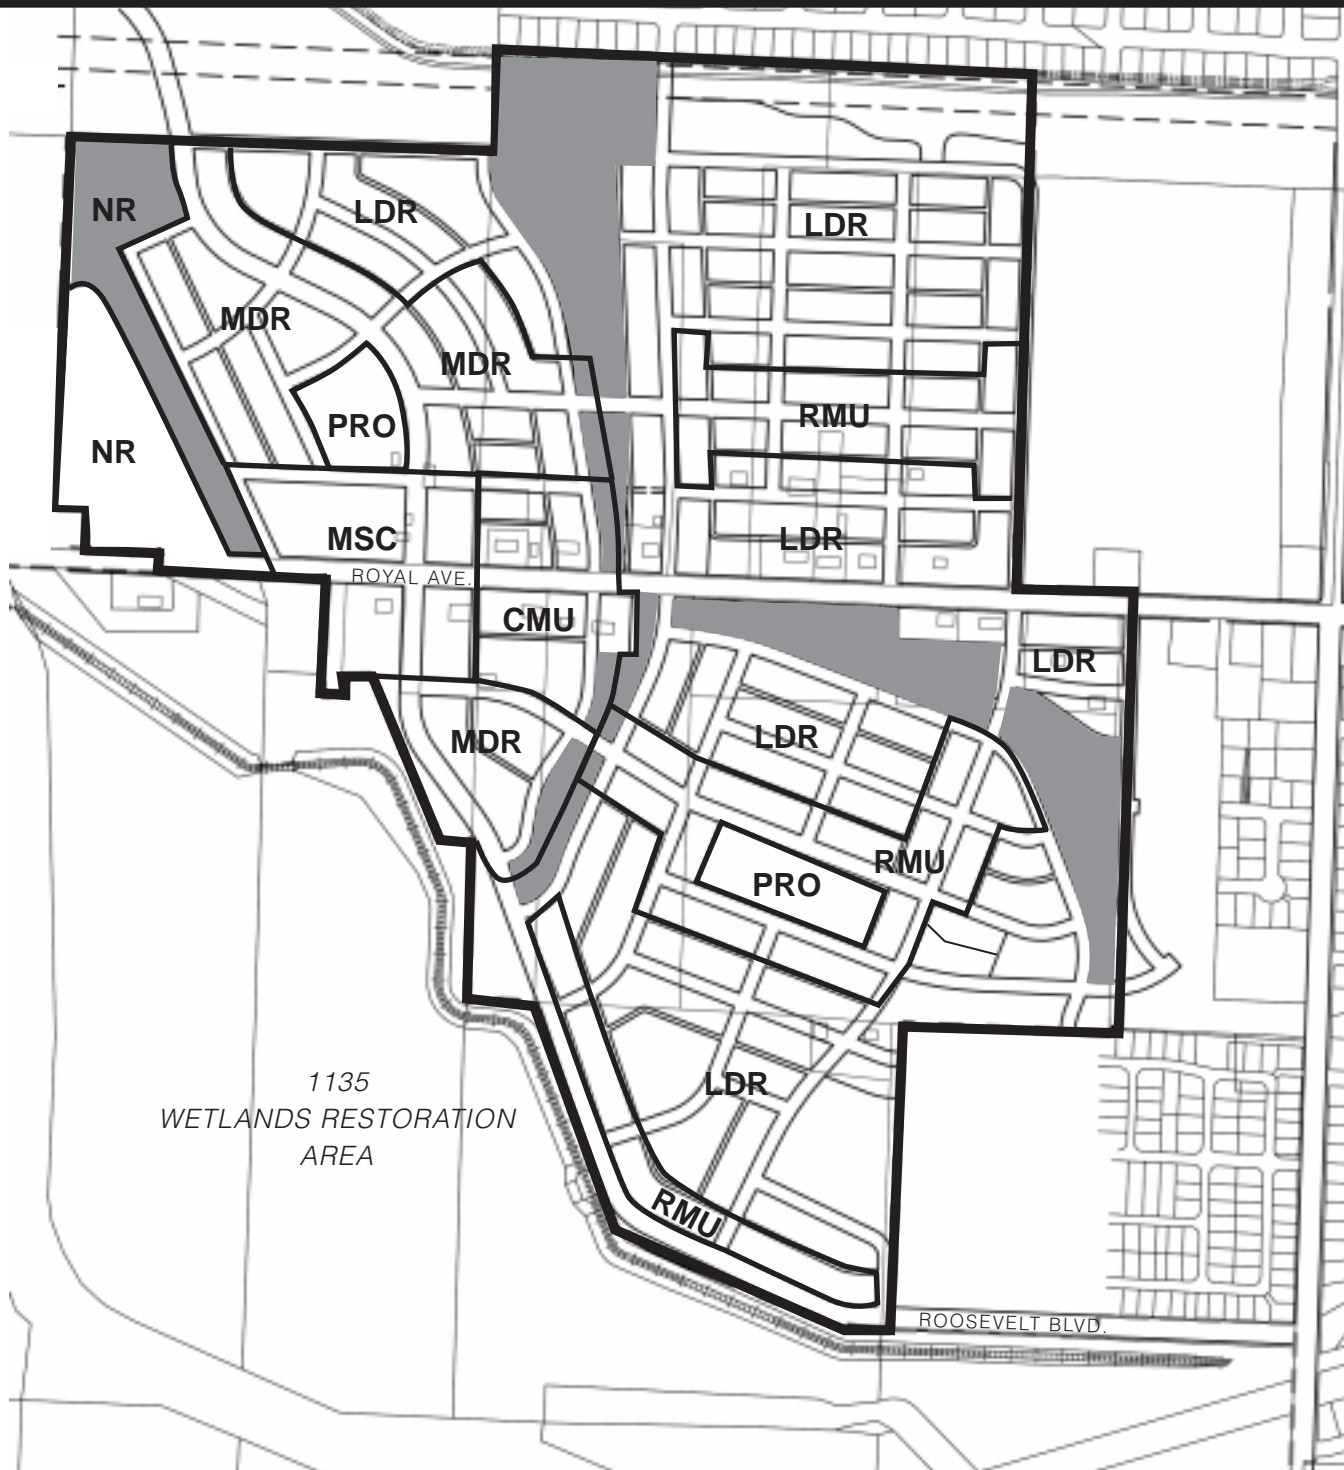 NR
LDR
LDR
MDR
MDR
PRO
RMU
NR
MSC
LDR
ROYAL AVE.
CMU
LDR
MDR
LDR
RMU
PRO
1135
WETLANDS RESTORATION
AREA
LDR
RMU
ROOSEVELT BLVD.